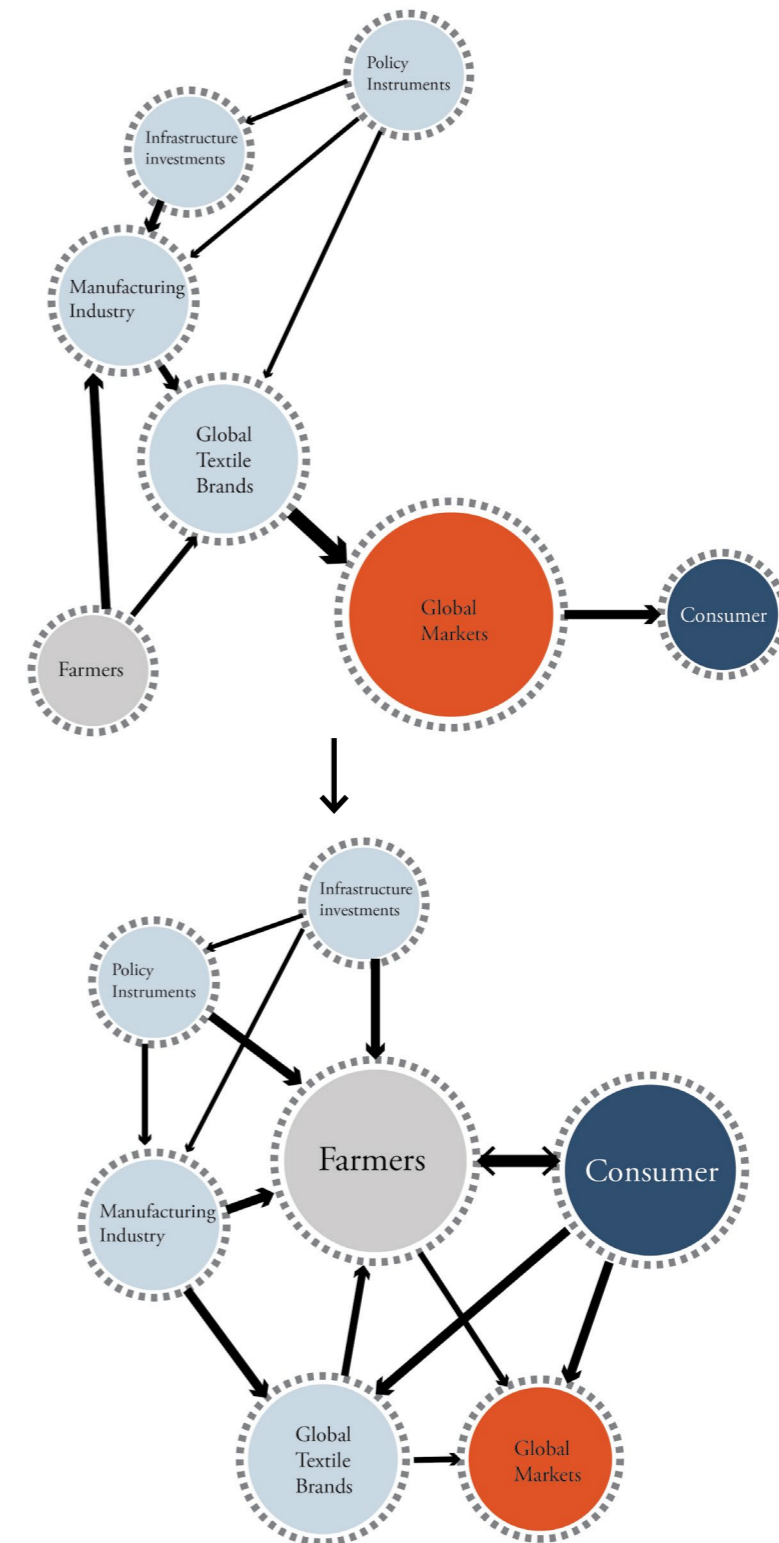 Policy
Instruments
Infrastructure
investments
Manufacturing
Industry
Global
Textile
Brands
Global
Markets
Consumer
Farmers
Infrastructure
investments
Policy
Instruments
Farmers
Consumer
Manufacturing
Industry
Global
Textile
Brands
Global
Markets